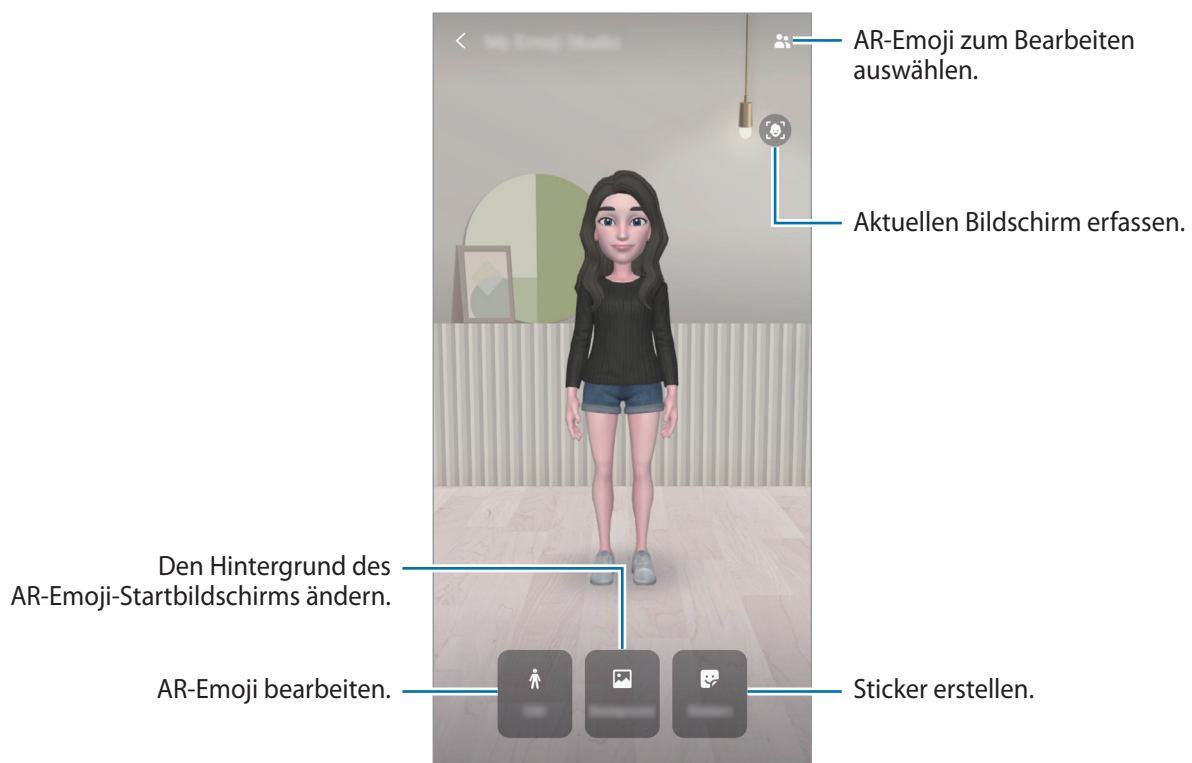 AR-Emoji zum Bearbeiten
auswählen.
Aktuellen Bildschirm erfassen.
Den Hintergrund des
AR-Emoji-Startbildschirms ändern.
AR-Emoji bearbeiten.
Sticker erstellen.